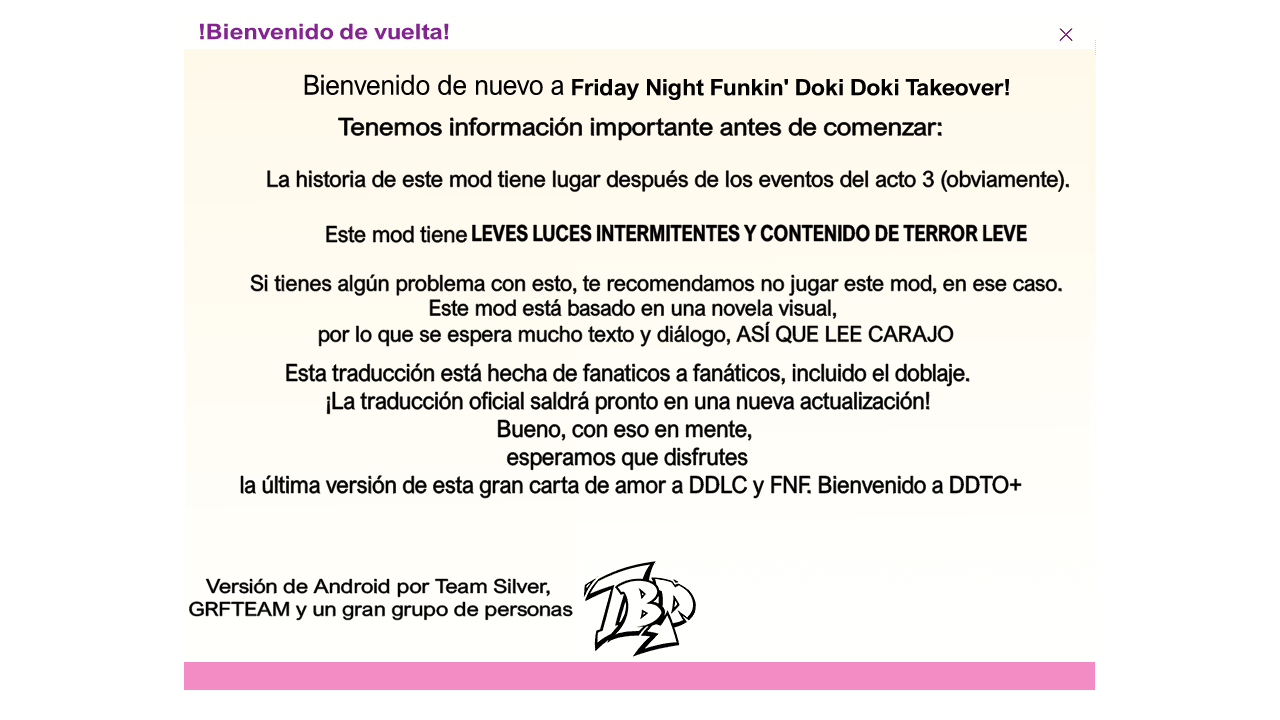 !Bienvenido de vuelta!
Bienvenido de nuevo a Friday Night Funkin' Doki Doki Takeover!
Tenemos información importante antes de comenzar:
La historia de este mod tiene lugar después de los eventos del acto 3 (obviamente).
Este mod tiene LEVES LUCES INTERMITENTES Y CONTENIDO DE TERROR LEVE
Si tienes algún problema con esto, te recomendamos no jugar este mod, en ese caso.
Este mod está basado en una novela visual,
por lo que se espera mucho texto y diálogo, ASÍ QUE LEE CARAJO
Esta traducción está hecha de fanaticos a fanáticos, incluido el doblaje.
¡La traducción oficial saldrá pronto en una nueva actualización!
Bueno, con eso en mente,
esperamos que disfrutes
la última versión de esta gran carta de amor a DDLC y FNF. Bienvenido a DDTO+
Versión de Android por Team Silver,
GRFTEAM y un gran grupo de personas